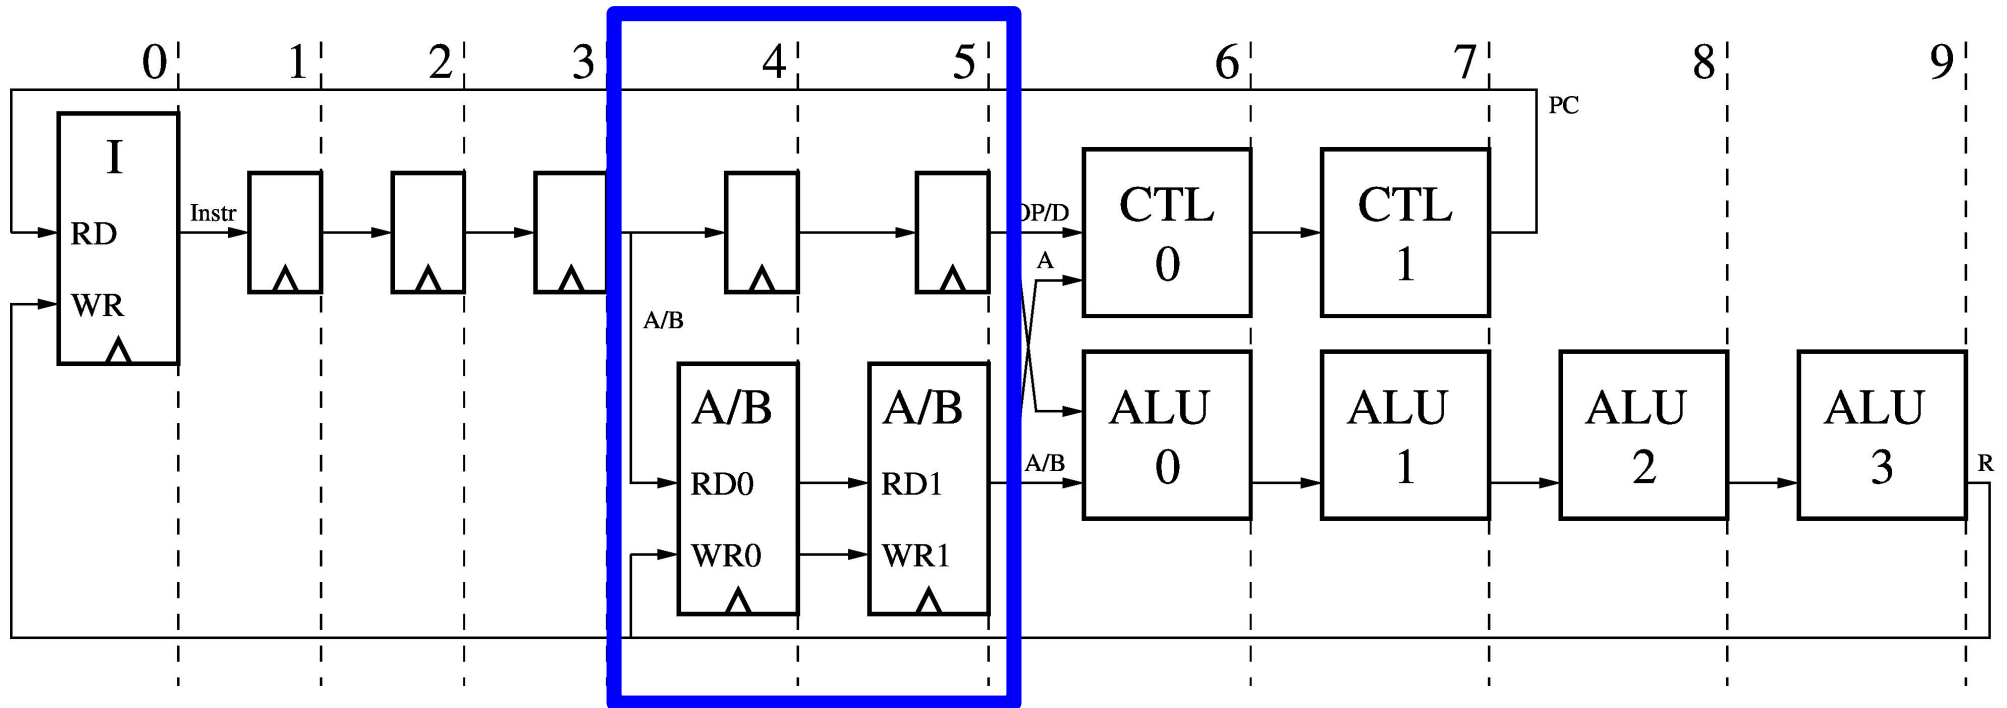 0 1 2 3 4 5 6 7 8 9
PC
I
RD
WR
Instr
A/B
A/B
RD0
WR0
A/B
RD1
WR1
OP/D
A
A/B
CTL
0
CTL
1
ALU
0
ALU
1
ALU
2
ALU
3
R